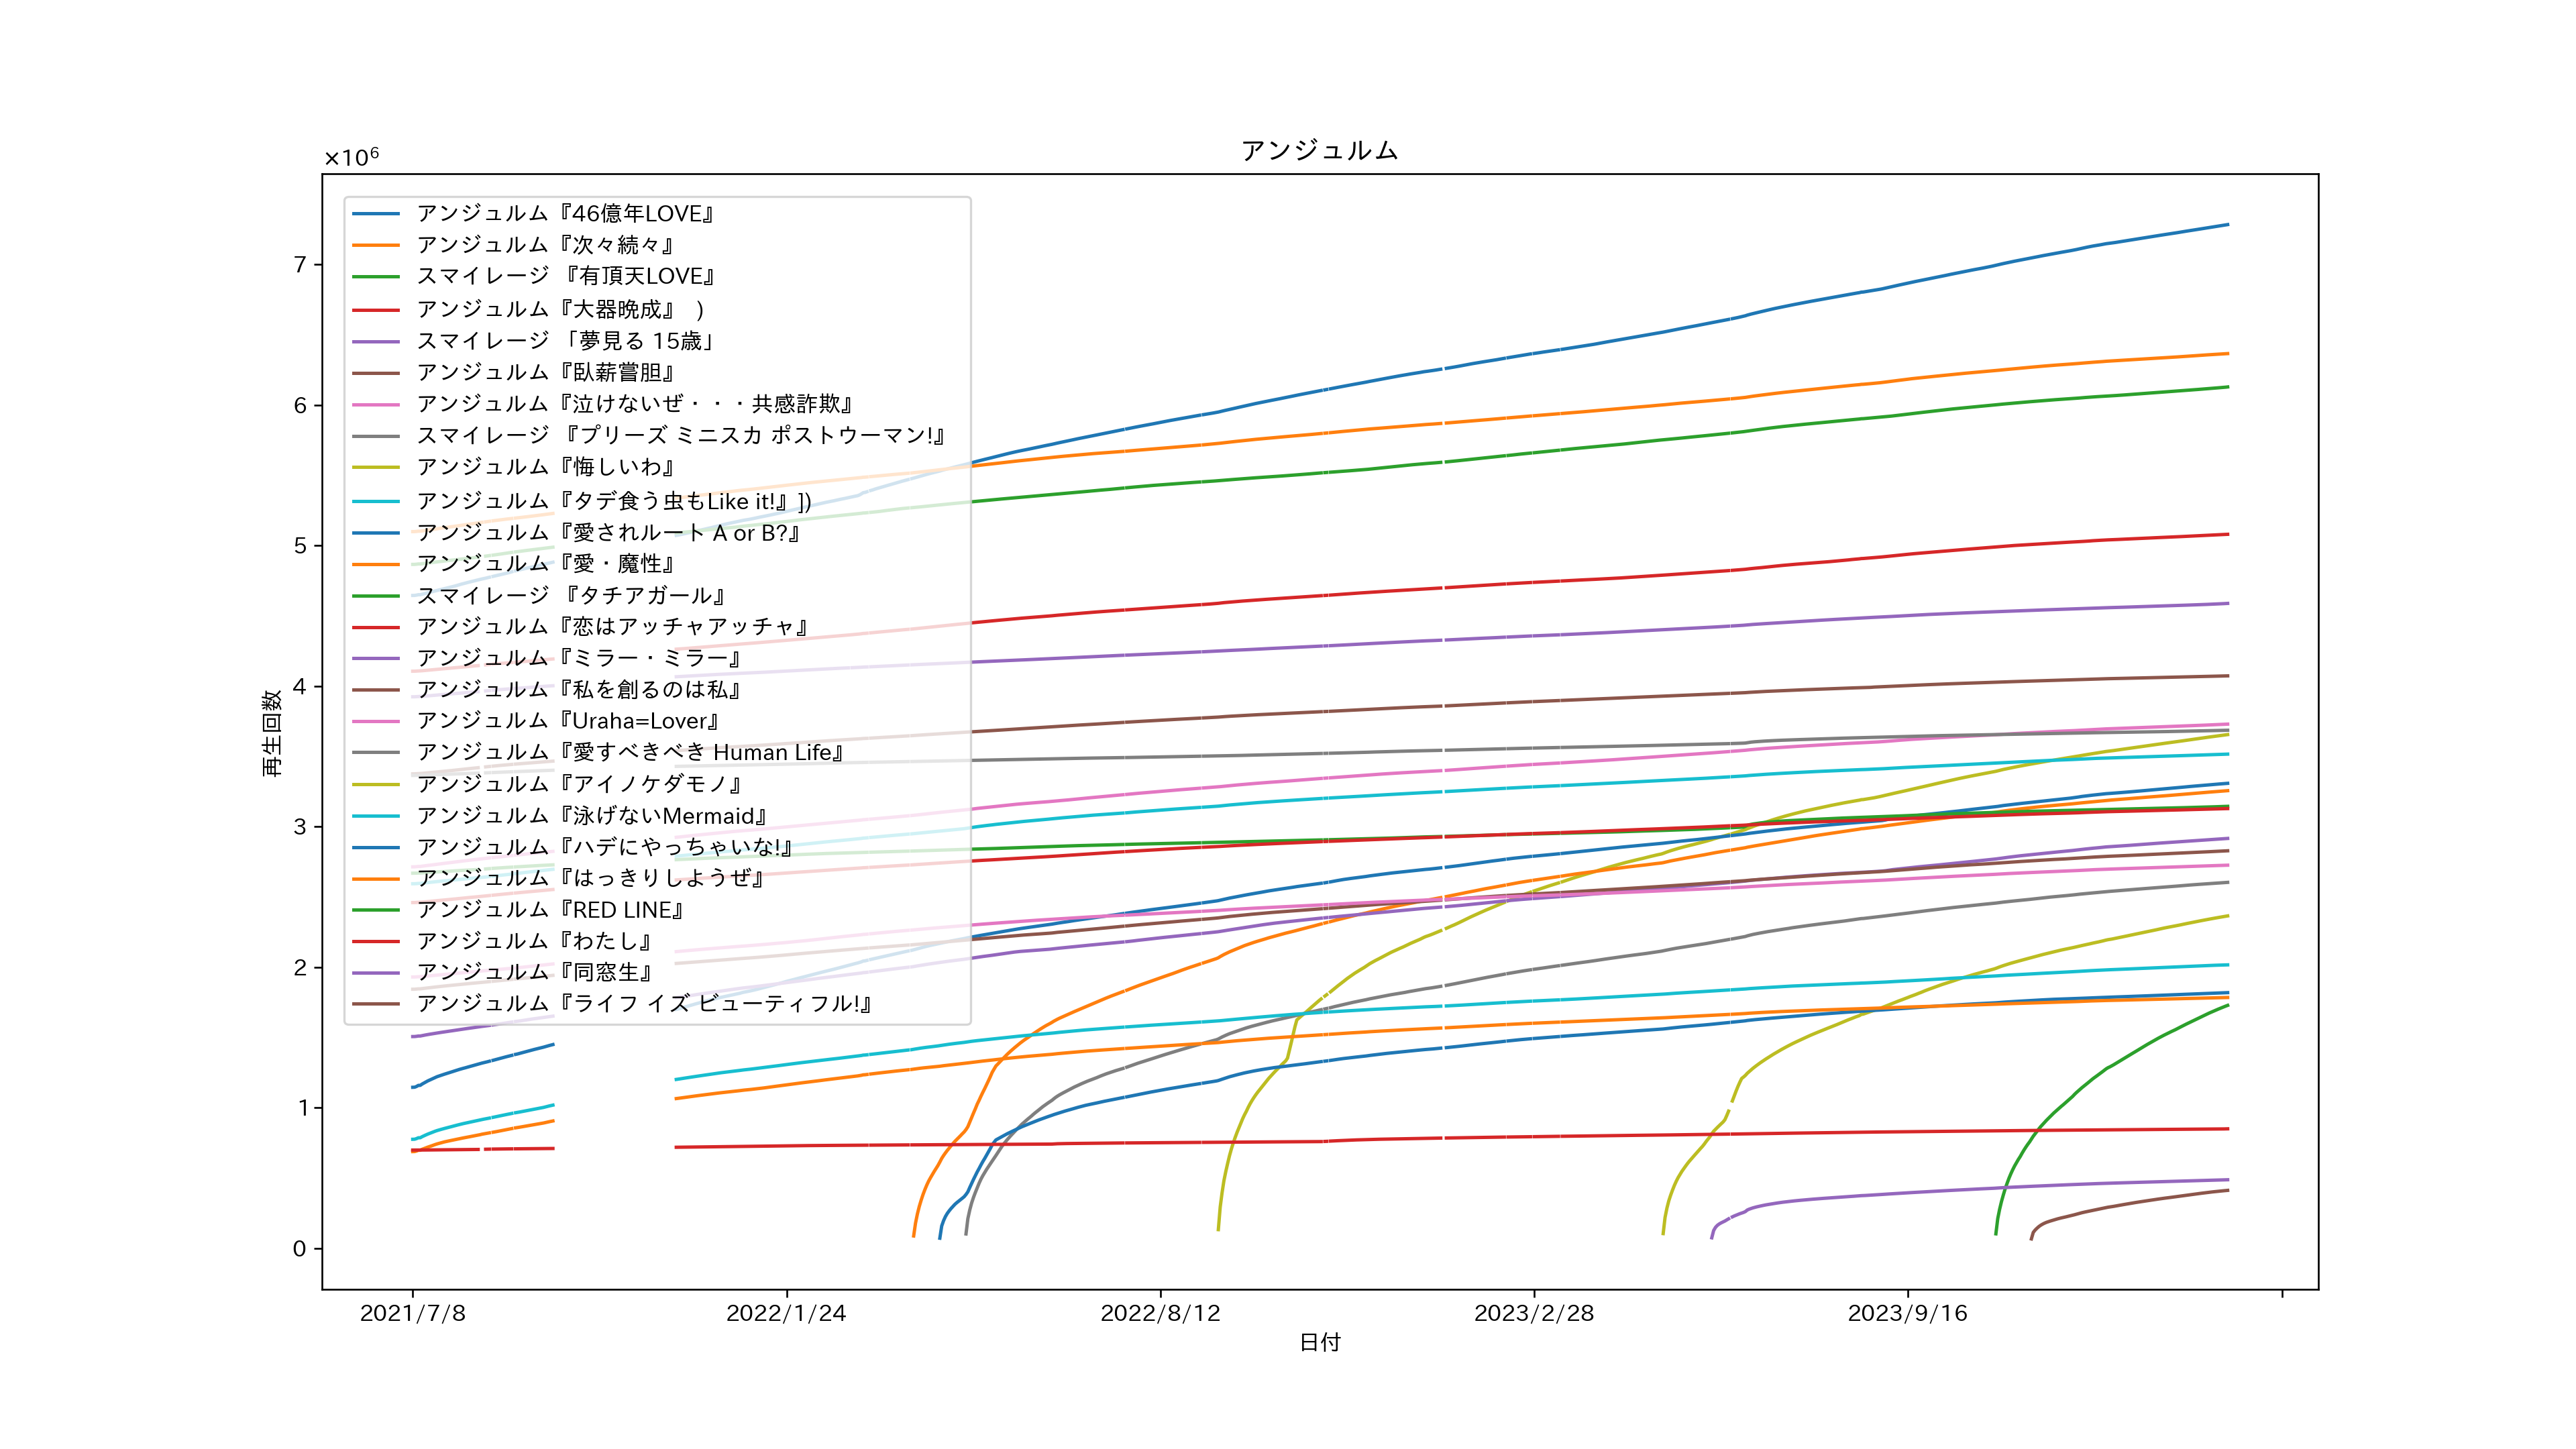 アンジュルム
×10⁶
アンジュルム『46億年LOVE』
アンジュルム『次々続々』
スマイレージ 『有頂天LOVE』
アンジュルム『大器晩成』 )
スマイレージ 「夢見る 15歳」
アンジュルム『臥薪嘗胆』
アンジュルム『泣けないぜ・・・共感詐欺』
スマイレージ 『プリーズ ミニスカ ポストウーマン!』
アンジュルム『悔しいわ』
アンジュルム『タデ食う虫もLike it!』])
アンジュルム『愛されルート A or B?』
アンジュルム『愛・魔性』
スマイレージ 『タチアガール』
アンジュルム『恋はアッチャアッチャ』
アンジュルム『ミラー・ミラー』
アンジュルム『私を創るのは私』
アンジュルム『Uraha=Lover』
アンジュルム『愛すべきべき Human Life』
アンジュルム『アイノケダモノ』
アンジュルム『泳げないMermaid』
アンジュルム『ハデにやっちゃいな!』
アンジュルム『はっきりしようぜ』
アンジュルム『RED LINE』
アンジュルム『わたし』
アンジュルム『同窓生』
アンジュルム『ライフ イズ ビューティフル!』
7
6
5
4
3
2
1
0
再生回数
2021/7/8 2022/1/24 2022/8/12 2023/2/28 2023/9/16
日付